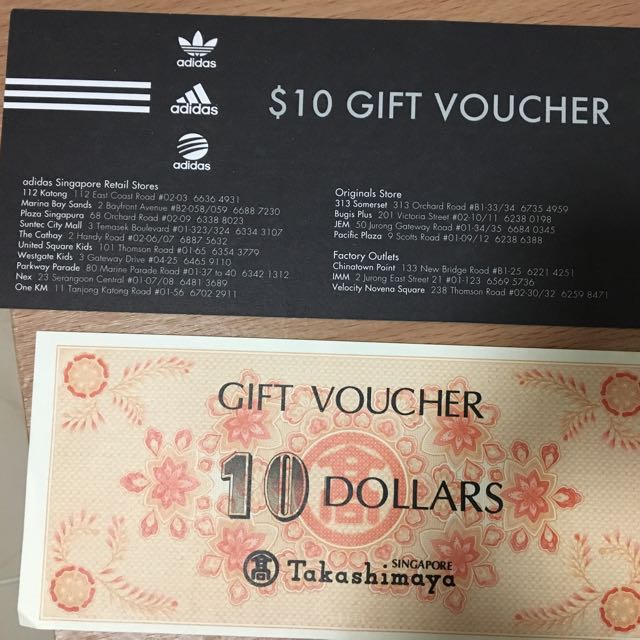 adidas
adidas
adidas
$10 GIFT VOUCHER
adidas Singapore Retail Stores
112 Katong 112 East Coast Road #02-03 6636 4931
Marina Bay Sands 2 Bayfront Avenue #B2-058/059 6688 7230
Plaza Singapura 68 Orchard Road #02-09 6338 8023
Suntec City Mall 3 Temasek Boulevard #01-323/324 6334 3107
The Cathay 2 Handy Road #02-06/07 6887 5632
United Square Kids 101 Thomson Road #01-65 6354 3779
Westgate Kids 3 Gateway Drive #04-25 6465 9110
Parkway Parade 80 Marine Parade Road #01-37 to 40 6342 1312
Nex 23 Serangoon Central #01-07/08 6481 3689
One KM 11 Tanjong Katong Road #01-56 6702 2911
Originals Store
313 Somerset 313 Orchard Road #B1-33/34 6735 4959
Bugis Plus 201 Victoria Street #02-10/11 6238 0198
JEM 50 Jurong Gateway Road #01-34/35 6684 0345
Pacific Plaza 9 Scotts Road #01-09/12 6238 6388
Factory Outlets
Chinatown Point 133 New Bridge Road #B1-25 6221 4251
IMM 2 Jurong East Street 21 #01-123 6569 5736
Velocity Novena Square 238 Thomson Road #02-30/32 6259 8471
GIFT VOUCHER
10 DOLLARS
髙
SINGAPORE
髙 Takashimaya